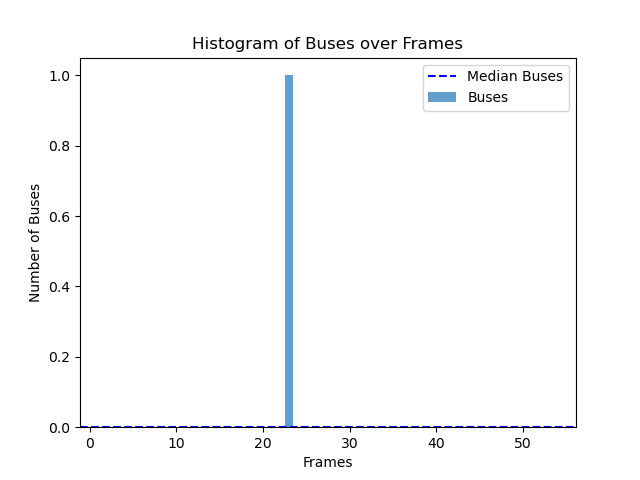 Histogram of Buses over Frames
Median Buses
Buses
Number of Buses
1.0
0.8
0.6
0.4
0.2
0.0
0 10 20 30 40 50
Frames